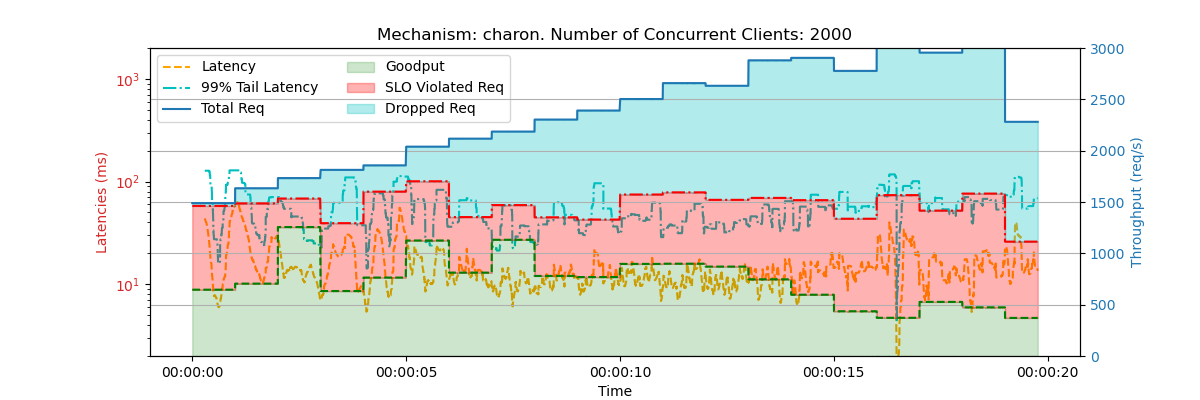 Mechanism: charon. Number of Concurrent Clients: 2000
Latency
99% Tail Latency
Total Req
Goodput
SLO Violated Req
Dropped Req
10³
10²
10¹
Latencies (ms)
3000
2500
2000
1500
1000
500
0
Throughput (req/s)
00:00:00
00:00:05
00:00:10
00:00:15
00:00:20
Time